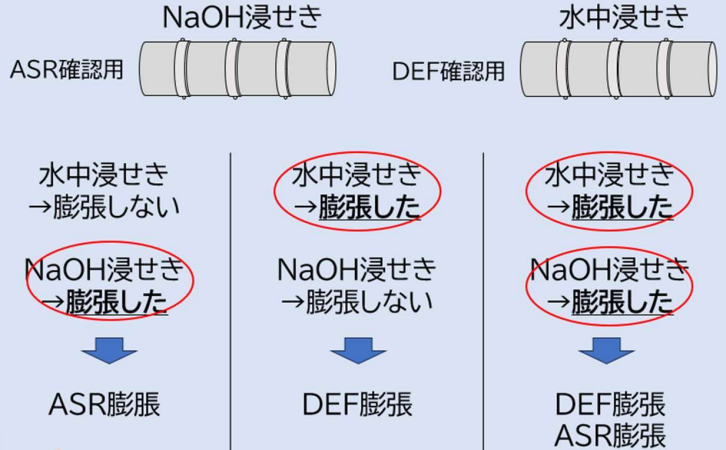 NaOH浸せき
水中浸せき
ASR確認用
DEF確認用
水中浸せき
→膨張しない
NaOH浸せき
→膨張した
ASR膨脹
水中浸せき
→膨張した
NaOH浸せき
→膨張しない
DEF膨張
水中浸せき
→膨張した
NaOH浸せき
→膨張した
DEF膨張
ASR膨張